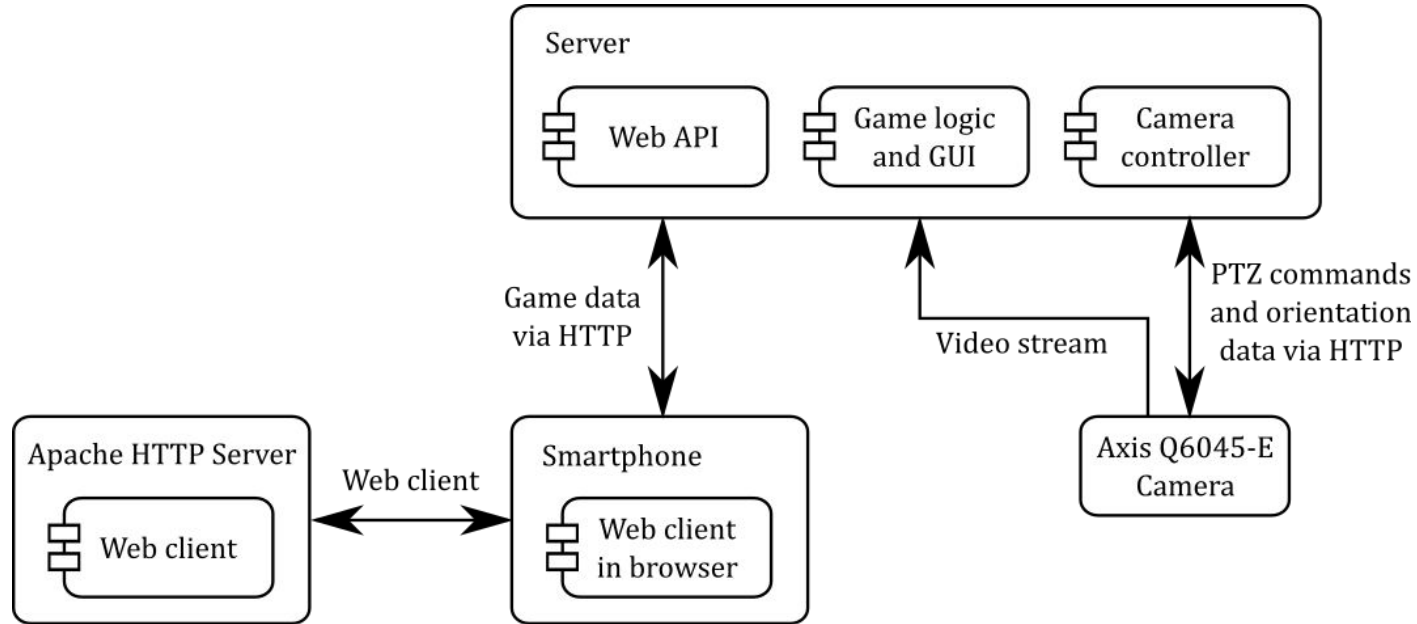 Server
Web API
Game logic
and GUI
Camera
controller
Game data
via HTTP
Video stream
PTZ commands
and orientation
data via HTTP
Apache HTTP Server
Web client
Web client
Smartphone
Web client
in browser
Axis Q6045-E
Camera